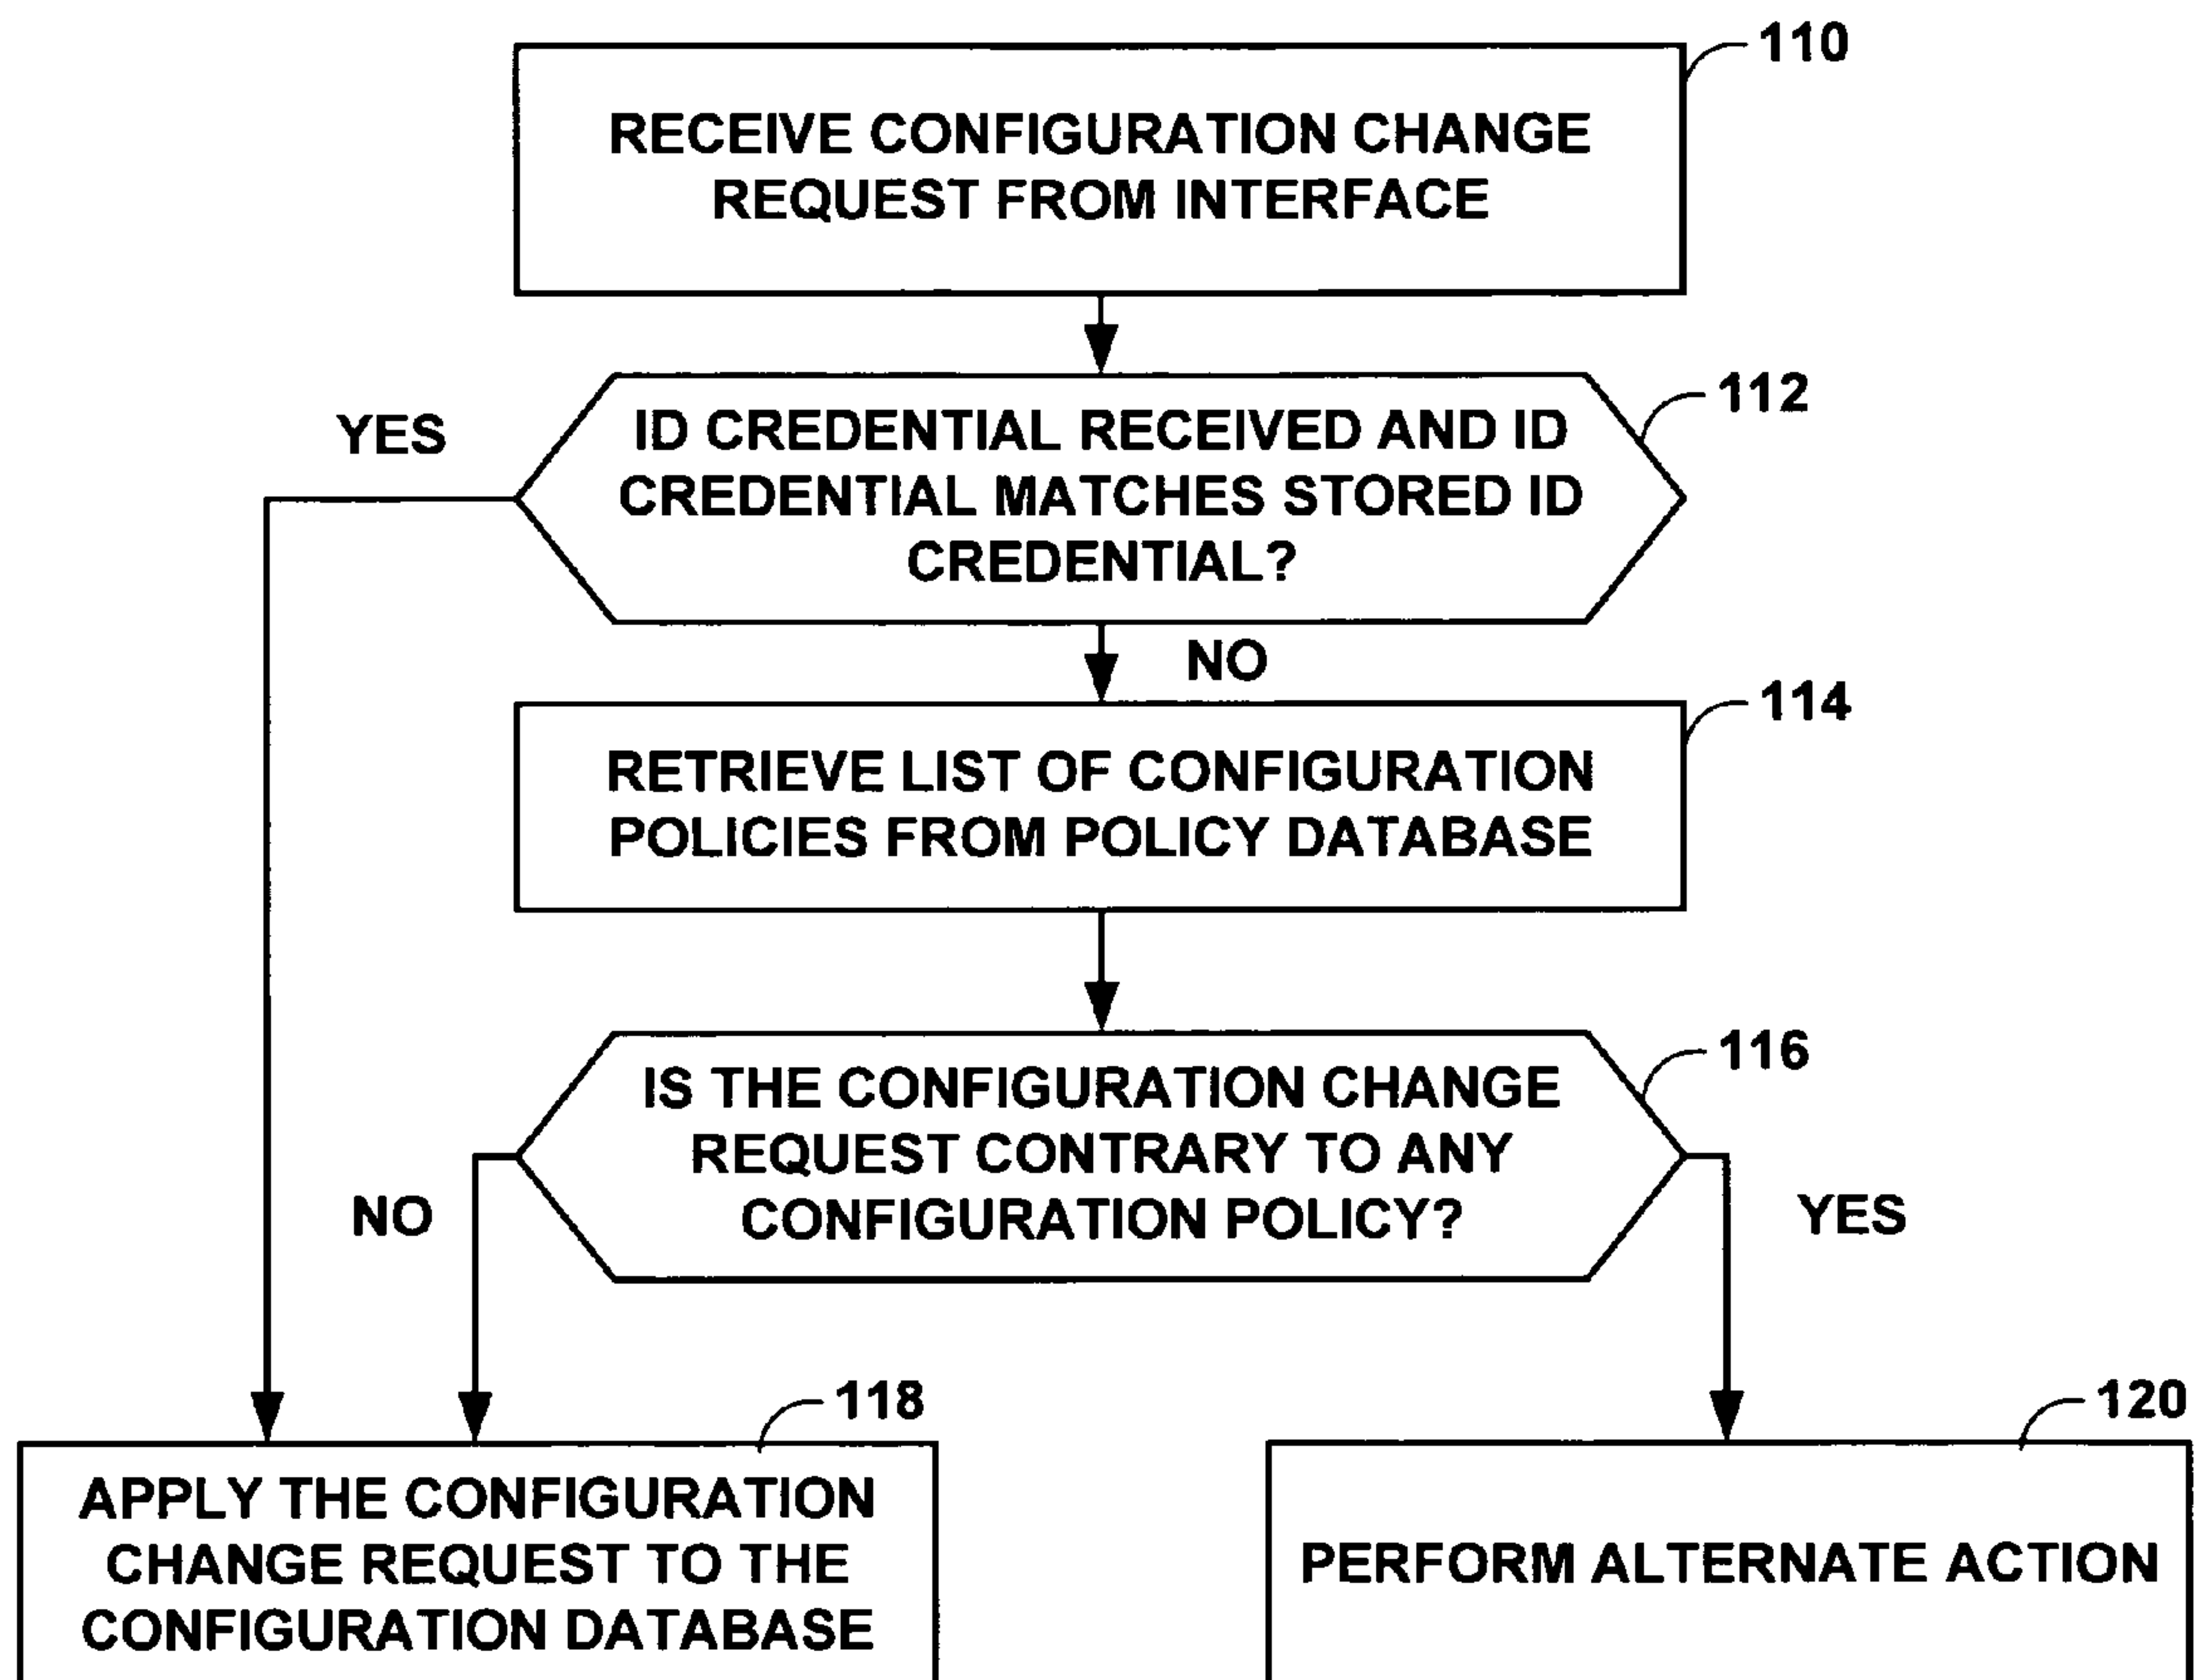 110
RECEIVE CONFIGURATION CHANGE
REQUEST FROM INTERFACE
112
YES
ID CREDENTIAL RECEIVED AND ID
CREDENTIAL MATCHES STORED ID
CREDENTIAL?
NO
114
RETRIEVE LIST OF CONFIGURATION
POLICIES FROM POLICY DATABASE
116
IS THE CONFIGURATION CHANGE
REQUEST CONTRARY TO ANY
CONFIGURATION POLICY?
NO
YES
118
APPLY THE CONFIGURATION
CHANGE REQUEST TO THE
CONFIGURATION DATABASE
120
PERFORM ALTERNATE ACTION